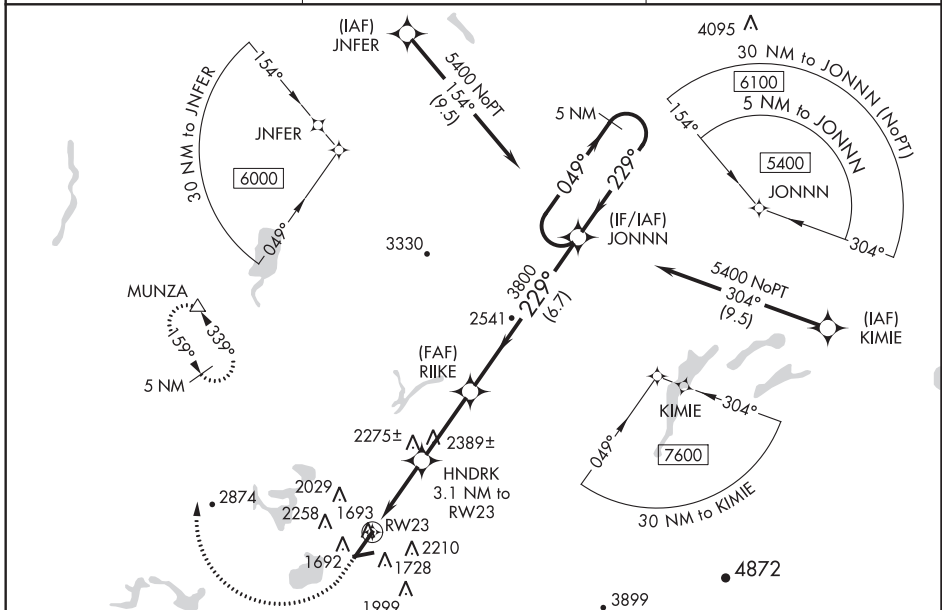 (IAF)
JNFER
5400 NoPT
154°
(9.5)
30 NM to JNFER
154°
JNFER
6000
049°
4095
30 NM to JONNN (NoPT)
6100
5 NM to JONNN
154°
5400
JONNN
304°
5 NM
049°
229°
(IF/IAF)
JONNN
3330
3800
229°
(6.7)
2541
5400 NoPT
304°
(9.5)
(IAF)
KIMIE
MUNZA
159°
339°
5 NM
(FAF)
RIIKE
KIMIE
304°
049°
7600
30 NM to KIMIE
2275±
2389±
HNDRK
3.1 NM to
RW23
2874
2029
2258
1693
RW23
1692
2210
1728
1999
4872
3899